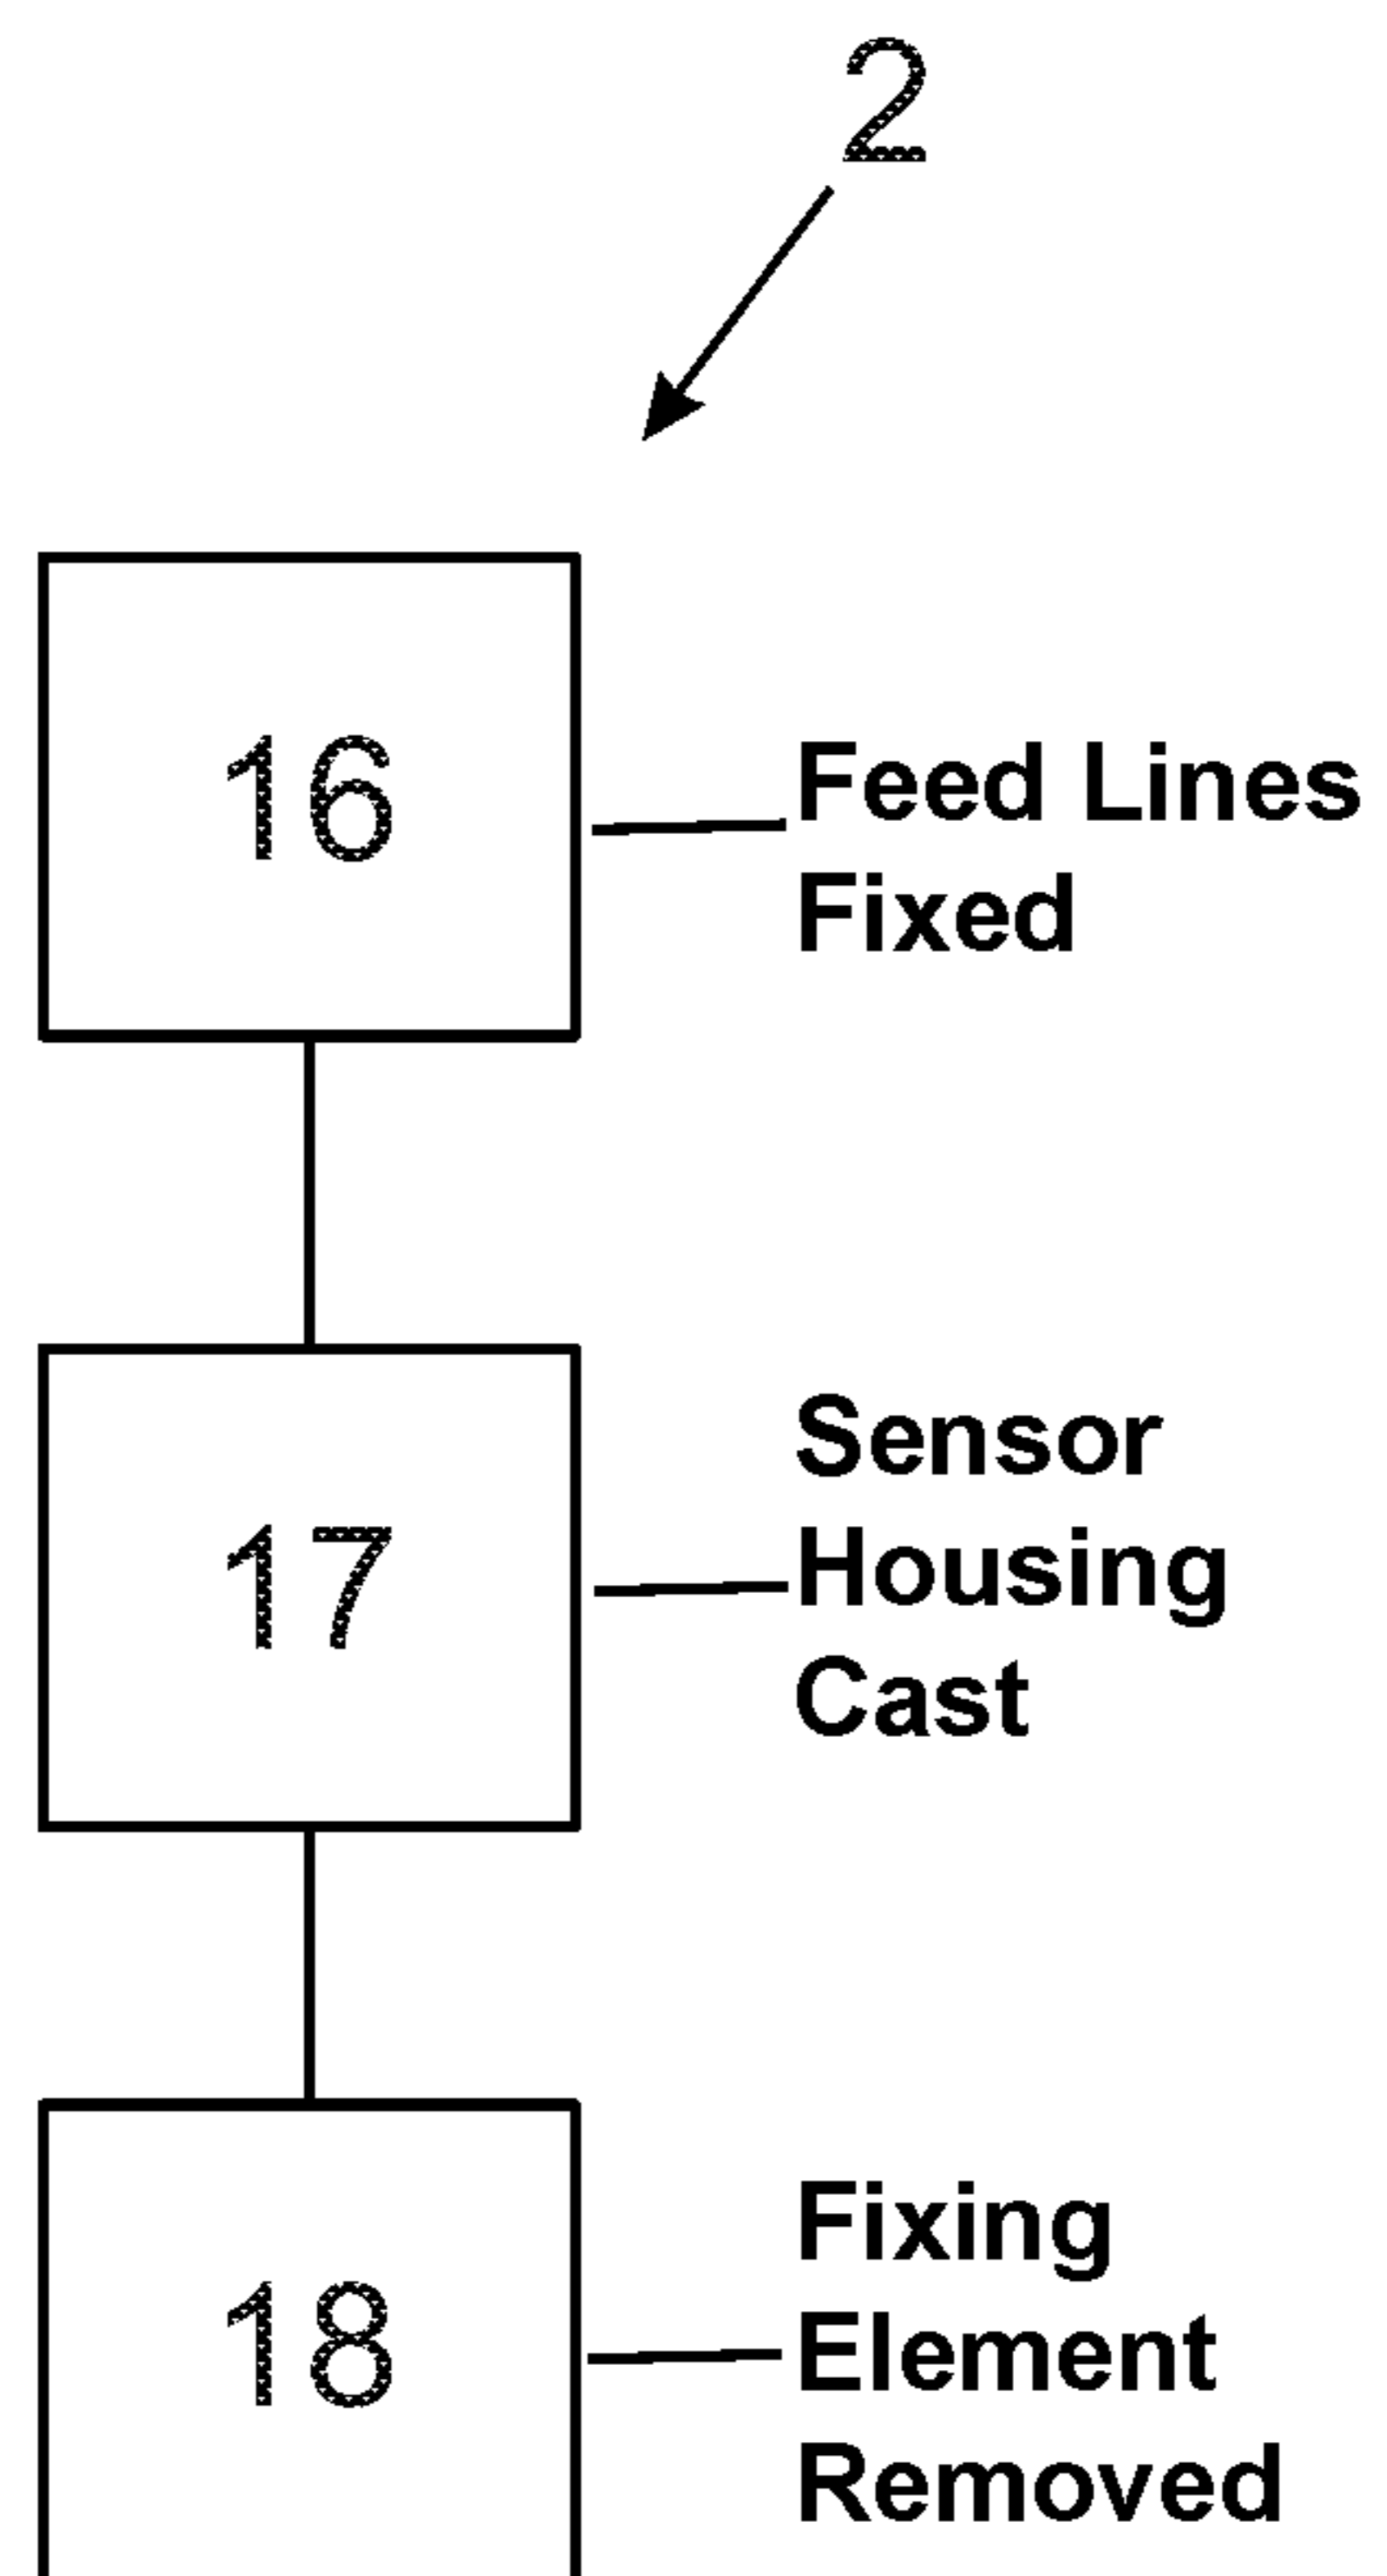 2
16
Feed Lines
Fixed
17
Sensor
Housing
Cast
18
Fixing
Element
Removed